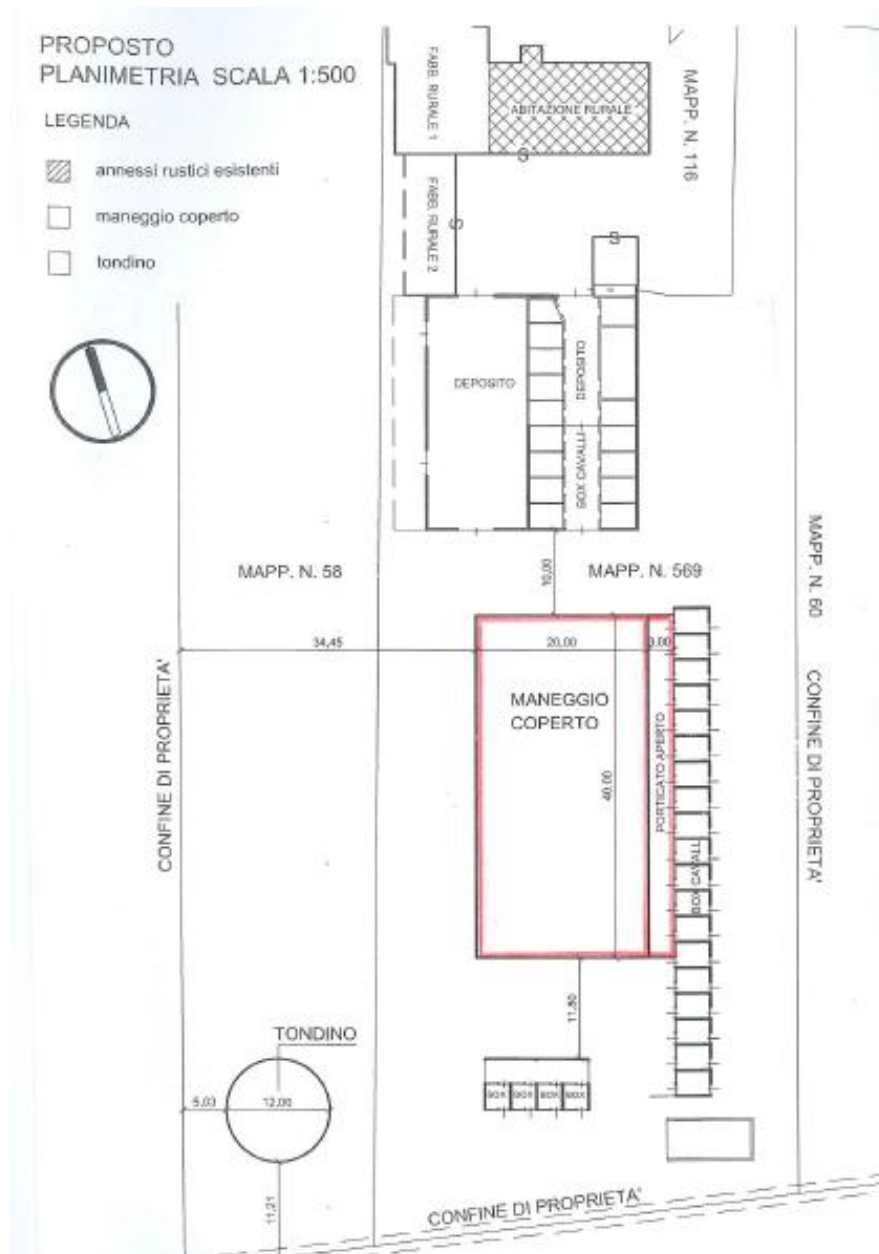 PROPOSTO
PLANIMETRIA SCALA 1:500
LEGENDA
annessi rustici esistenti
maneggio coperto
tondino
FABB. RURALE 1
ABITAZIONE RURALE
MAPP. N. 116
S
FABB. RURALE 2
S
S
DEPOSITO
DEPOSITO
BOX CAVALLI
MAPP. N. 58
10,00
MAPP. N. 569
MAPP. N. 60
34,45
20,00
3,00
CONFINE DI PROPRIETA'
MANEGGIO
COPERTO
40,00
PORTICATO APERTO
BOX CAVALLI
CONFINE DI PROPRIETA'
11,80
TONDINO
5,03
12,00
BOX
BOX
BOX
BOX
11,21
CONFINE DI PROPRIETA'